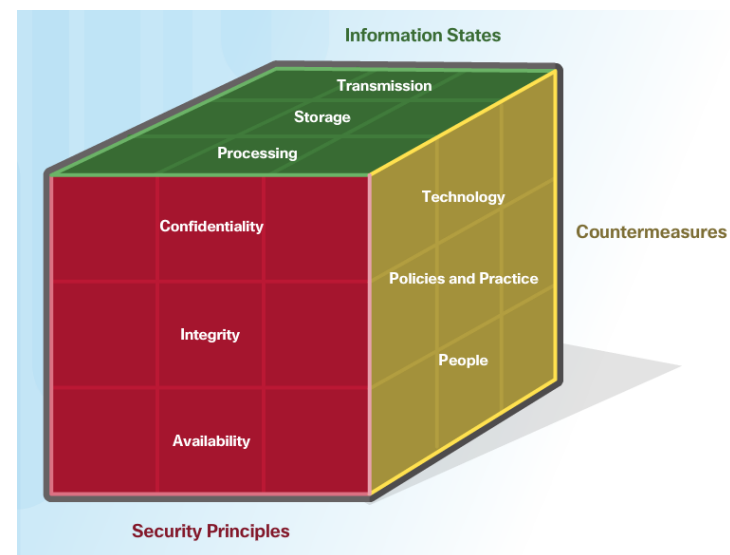 Information States
Transmission
Storage
Processing
Confidentiality
Technology
Countermeasures
Policies and Practice
Integrity
People
Availability
Security Principles